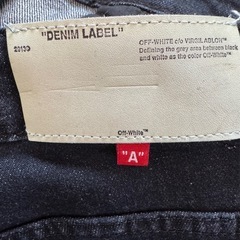 "DENIM LABEL"
OFF-WHITE c/o VIRGIL ABLOH™
Defining the grey area between black
and white as the color OFF-WHITE™
Off-White™
"A"